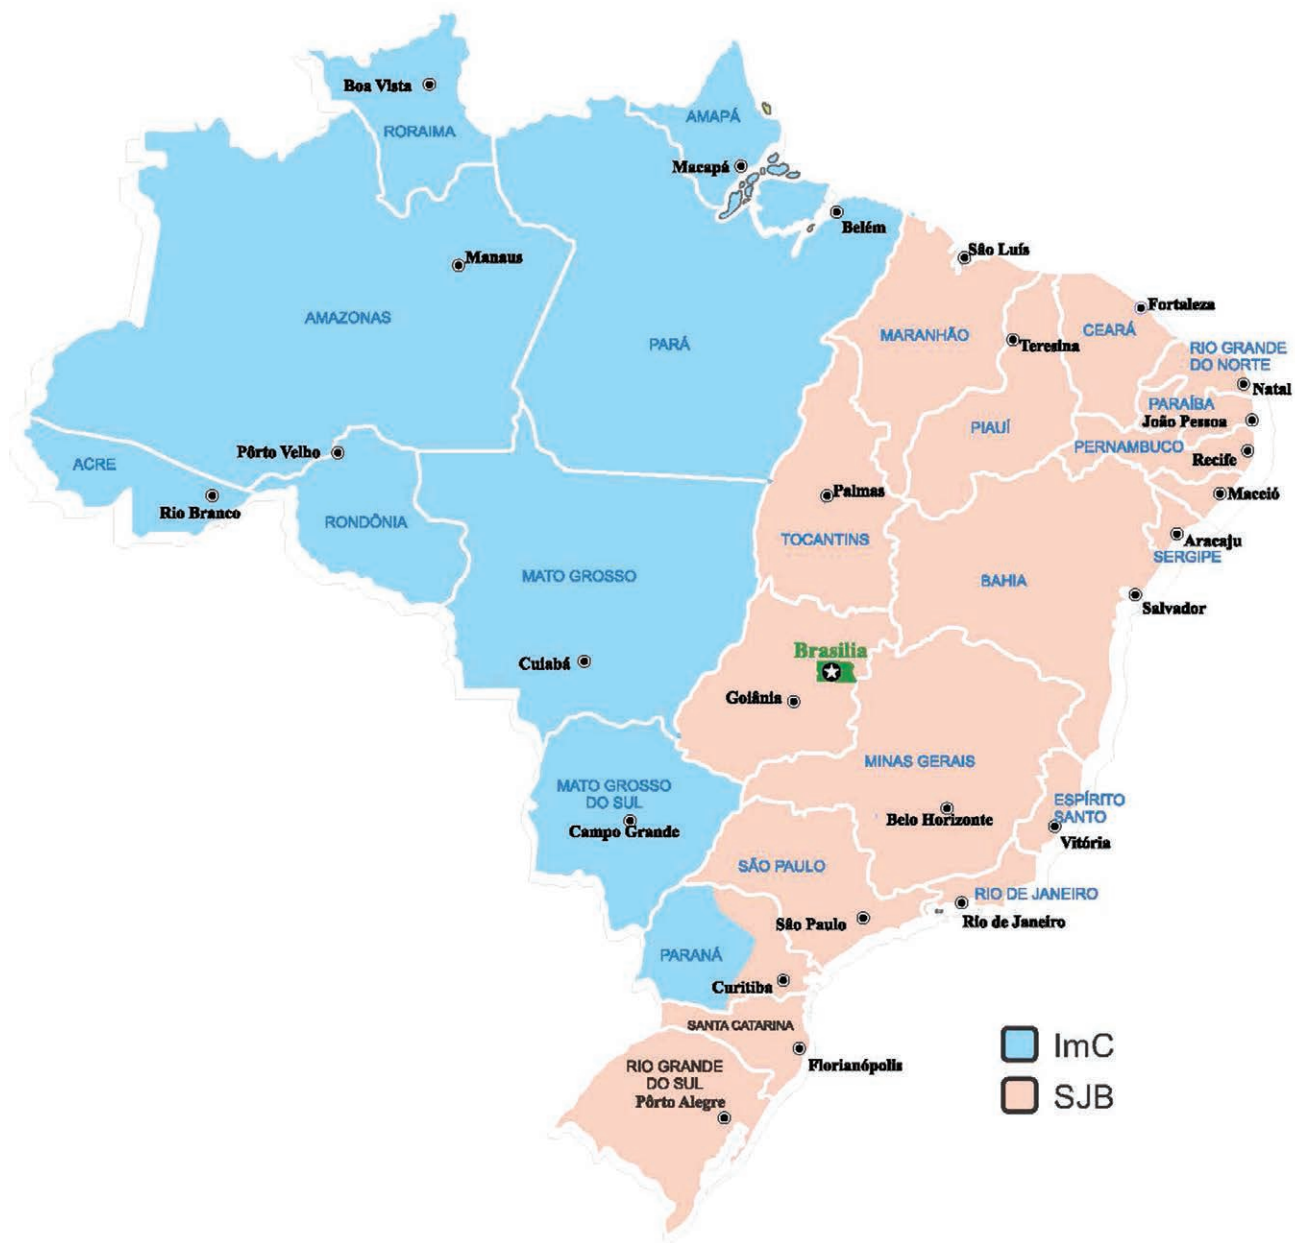 Boa Vista
RORAIMA
AMAPÁ
Macapá
Belém
Manaus
São Luís
AMAZONAS
PARÁ
MARANHÃO
Teresina
CEARÁ
Fortaleza
RIO GRANDE
DO NORTE
Natal
PARAÍBA
João Pessoa
PIAUÍ
PERNAMBUCO
Recife
ACRE
Pôrto Velho
Rio Branco
RONDÔNIA
Palmas
TOCANTINS
Maceió
Aracaju
SERGIPE
MATO GROSSO
BAHIA
Salvador
Cuiabá
Brasilia
Goiânia
MINAS GERAIS
MATO GROSSO
DO SUL
Campo Grande
Belo Horizonte
ESPÍRITO
SANTO
Vitória
SÃO PAULO
RIO DE JANEIRO
São Paulo
Rio de Janeiro
PARANÁ
Curitiba
SANTA CATARINA
Florianópolis
RIO GRANDE
DO SUL
Pôrto Alegre
ImC
SJB